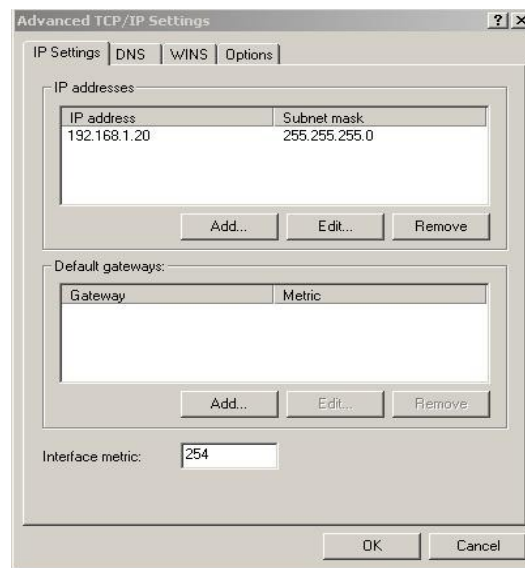 Advanced TCP/IP Settings
IP Settings DNS WINS Options
IP addresses
IP address Subnet mask
192.168.1.20 255.255.255.0
Add... Edit... Remove
Default gateways:
Gateway Metric
Add... Edit... Remove
Interface metric: 254
OK Cancel